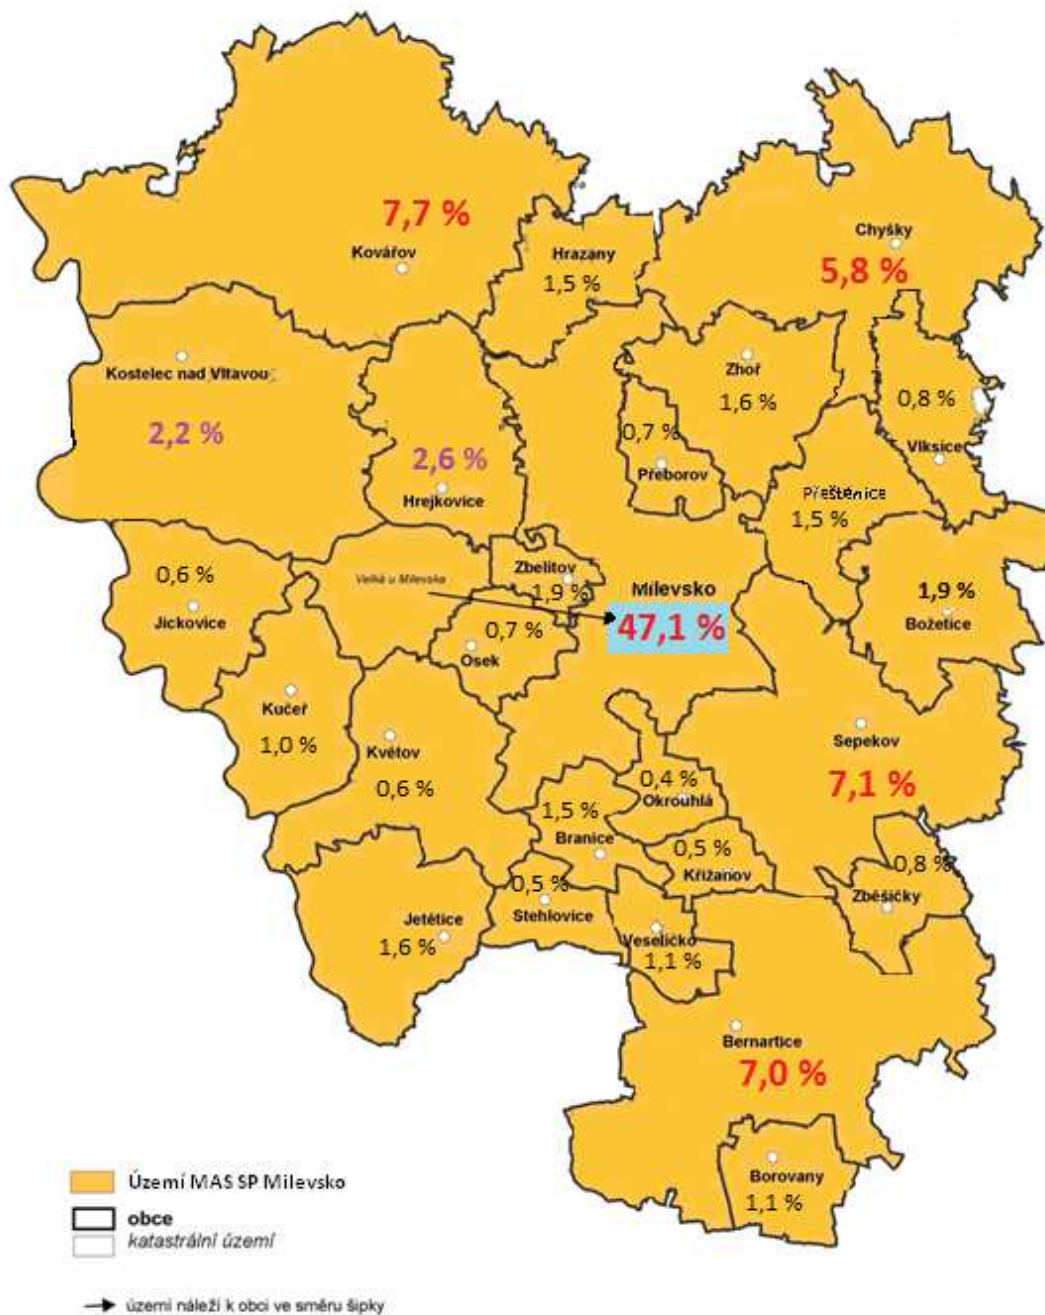 7,7 %
Kovářov
Hrazany
1,5 %
Chyšky
5,8 %
Kostelec nad Vltavou
2,2 %
2,6 %
Hrejkovice
Zhoř
1,6 %
0,7 %
Přeborov
0,8 %
Vlksice
Přeštěnice
1,5 %
0,6 %
Jickovice
Velká u Milevska
Zbelítov
1,9 %
Milevsko
47,1 %
1,9 %
Božetice
0,7 %
Osek
Kučeř
1,0 %
Květov
0,6 %
Sepekov
7,1 %
0,4 %
Okrouhlá
1,5 %
Branice
0,5 %
Křižanov
0,8 %
Zběšičky
0,5 %
Stehlovice
Jetětice
1,6 %
Veselíčko
1,1 %
Bernartice
7,0 %
Borovany
1,1 %
Území MAS SP Milevsko
obce
katastrální území
území náleží k obci ve směru šipky